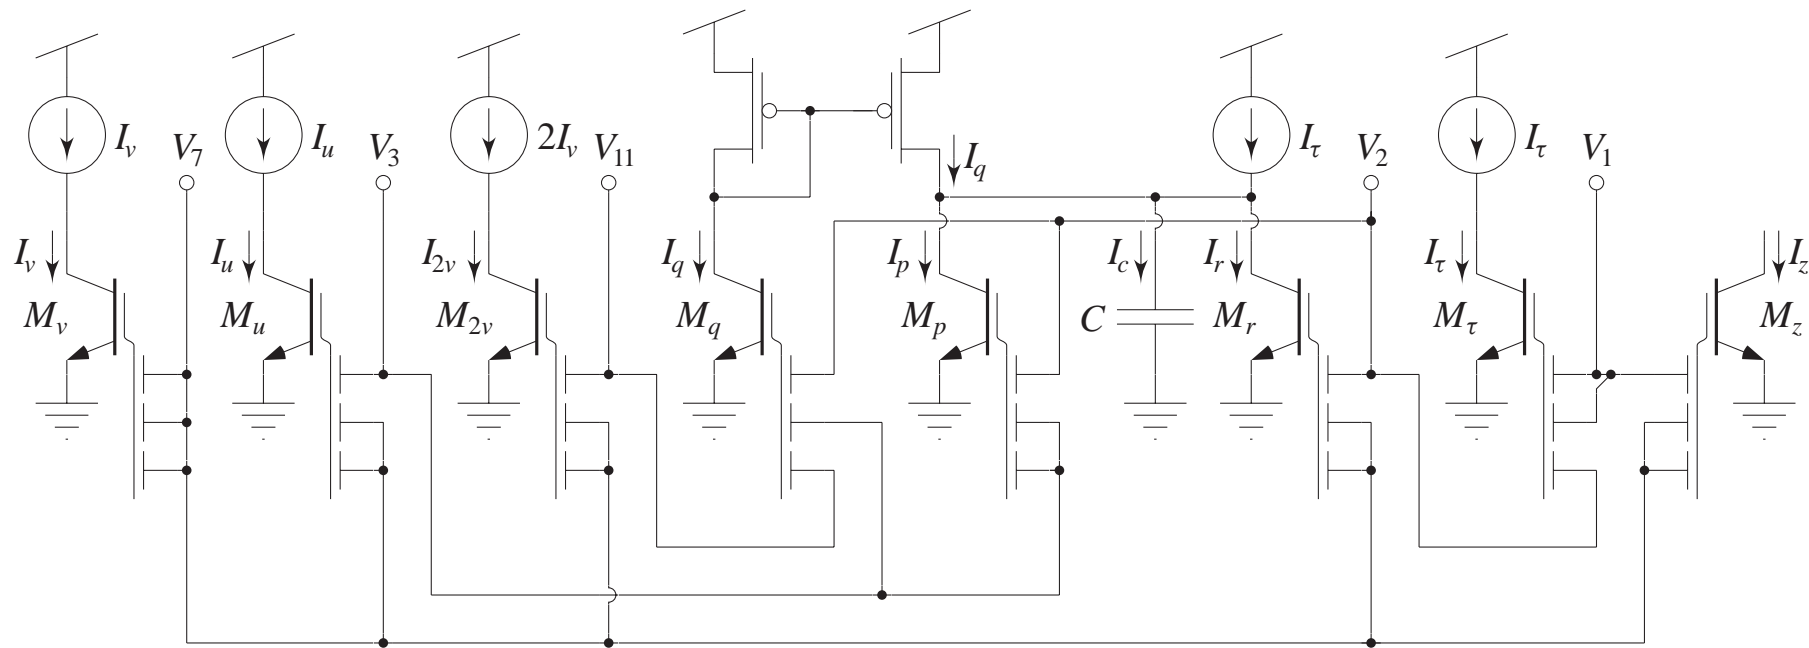 I_v
V_7
I_u
V_3
2I_v
V_11
I_q
I_τ
V_2
I_τ
V_1
I_v
I_u
I_2v
I_q
I_p
I_c
I_r
I_τ
I_z
M_v
M_u
M_2v
M_q
M_p
C
M_r
M_τ
M_z